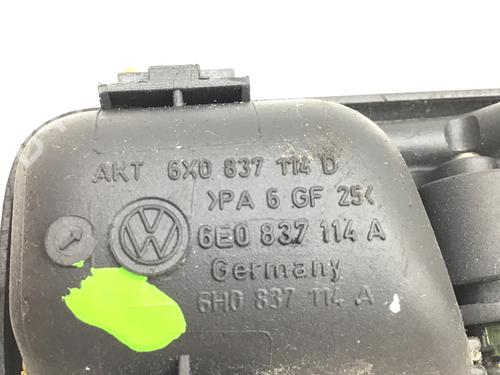 AKT 6X0 837 114 D
>PA 6 GF 25<
6E0 837 114 A
Germany
6H0 837 114 A